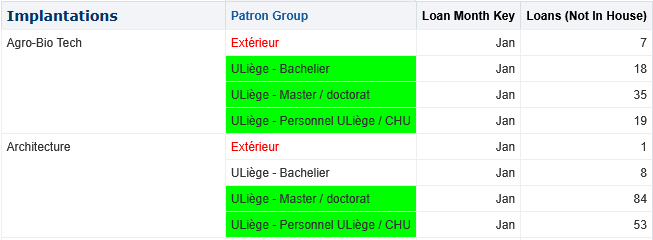 Implantations Patron Group Loan Month Key Loans (Not In House)
Agro-Bio Tech Extérieur Jan 7
ULiège - Bachelier Jan 18
ULiège - Master / doctorat Jan 35
ULiège - Personnel ULiège / CHU Jan 19
Architecture Extérieur Jan 1
ULiège - Bachelier Jan 8
ULiège - Master / doctorat Jan 84
ULiège - Personnel ULiège / CHU Jan 53